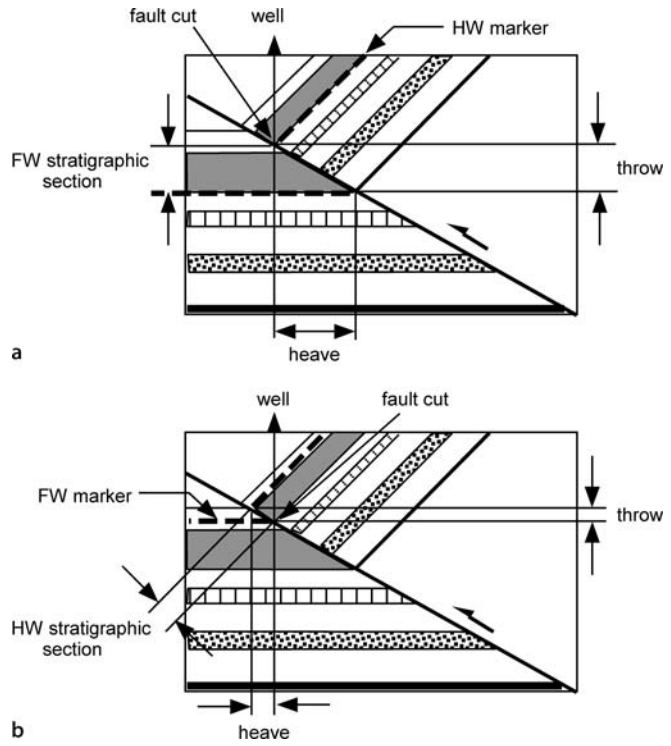 well
fault cut
HW marker
FW stratigraphic
section
throw
heave
a
well
fault cut
FW marker
throw
HW stratigraphic
section
heave
b